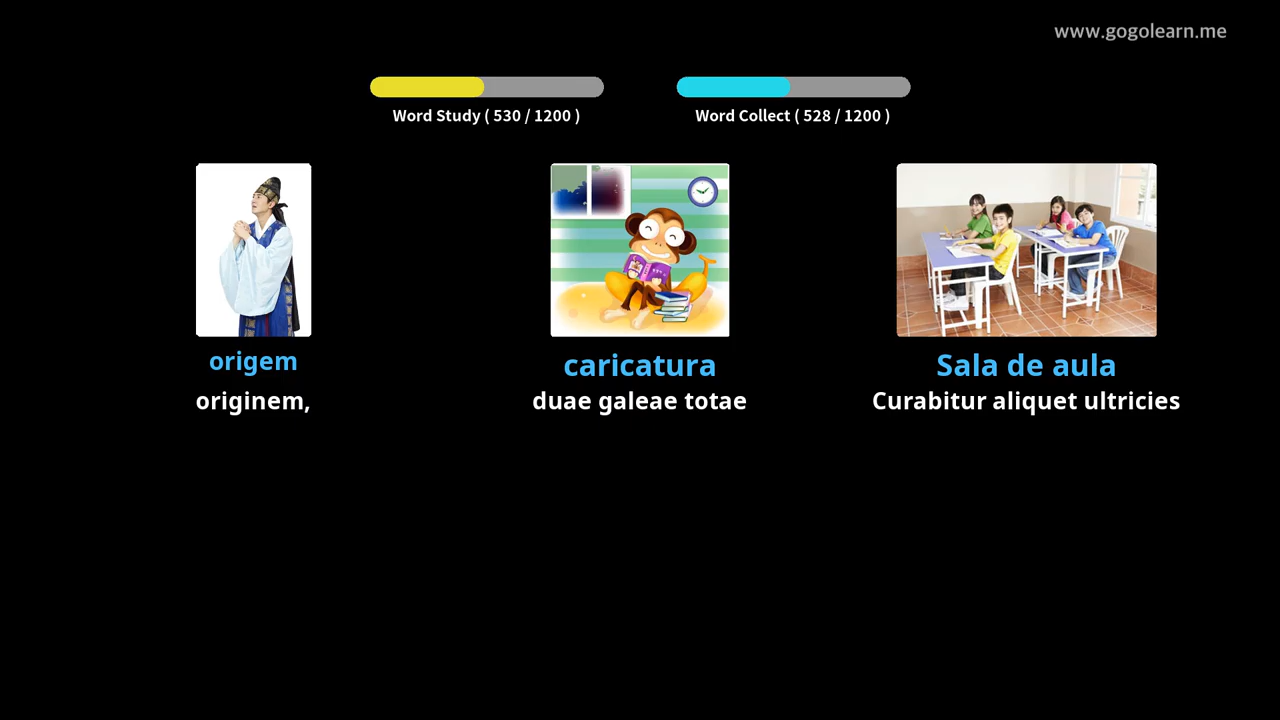 www.gogolearn.me
Word Study ( 530 / 1200 )
Word Collect ( 528 / 1200 )
origem
originem,
caricatura
duae galeae totae
Sala de aula
Curabitur aliquet ultricies